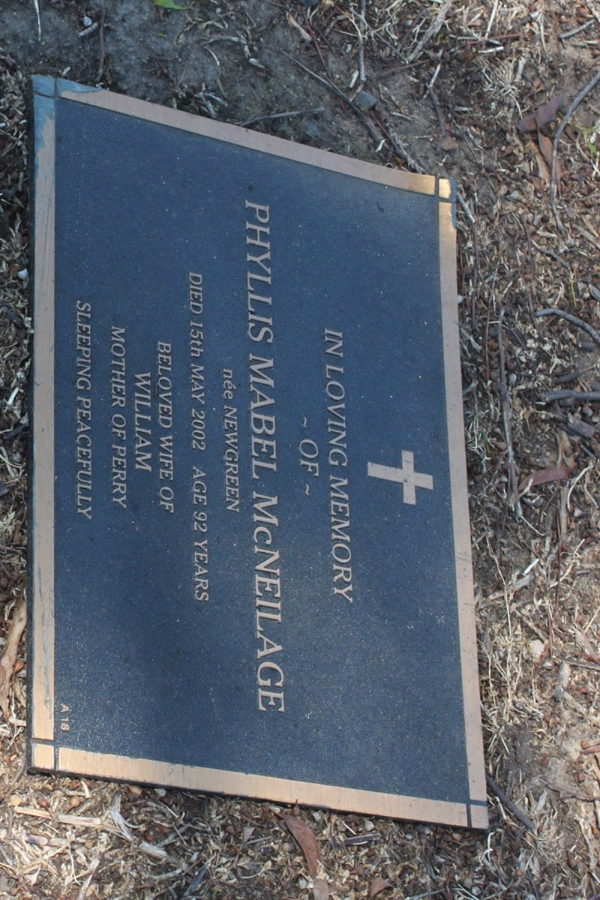 IN LOVING MEMORY
~ OF ~
PHYLLIS MABEL McNEILAGE
née NEWGREEN
DIED 15th MAY 2002 AGE 92 YEARS
BELOVED WIFE OF
WILLIAM
MOTHER OF PERRY
SLEEPING PEACEFULLY
A18